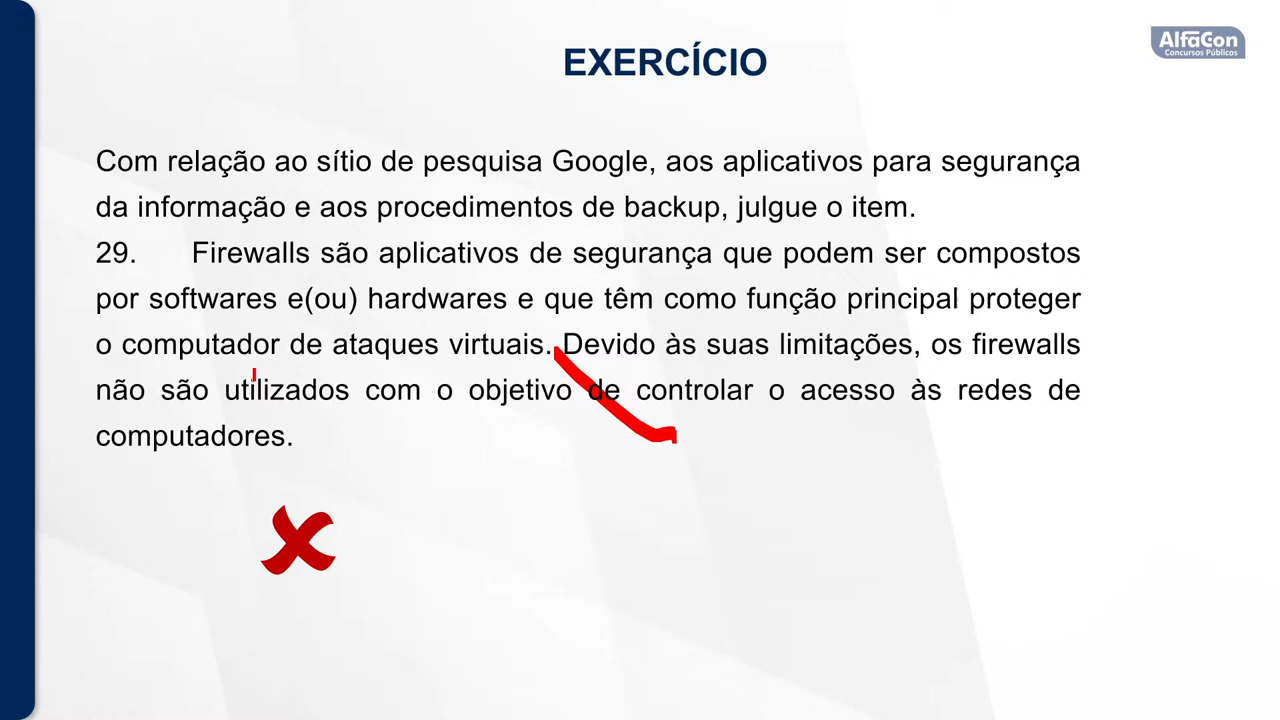 AlfaCon
Concursos Públicos
EXERCÍCIO
Com relação ao sítio de pesquisa Google, aos aplicativos para segurança
da informação e aos procedimentos de backup, julgue o item.
29. Firewalls são aplicativos de segurança que podem ser compostos
por softwares e(ou) hardwares e que têm como função principal proteger
o computador de ataques virtuais. Devido às suas limitações, os firewalls
não são utilizados com o objetivo de controlar o acesso às redes de
computadores.